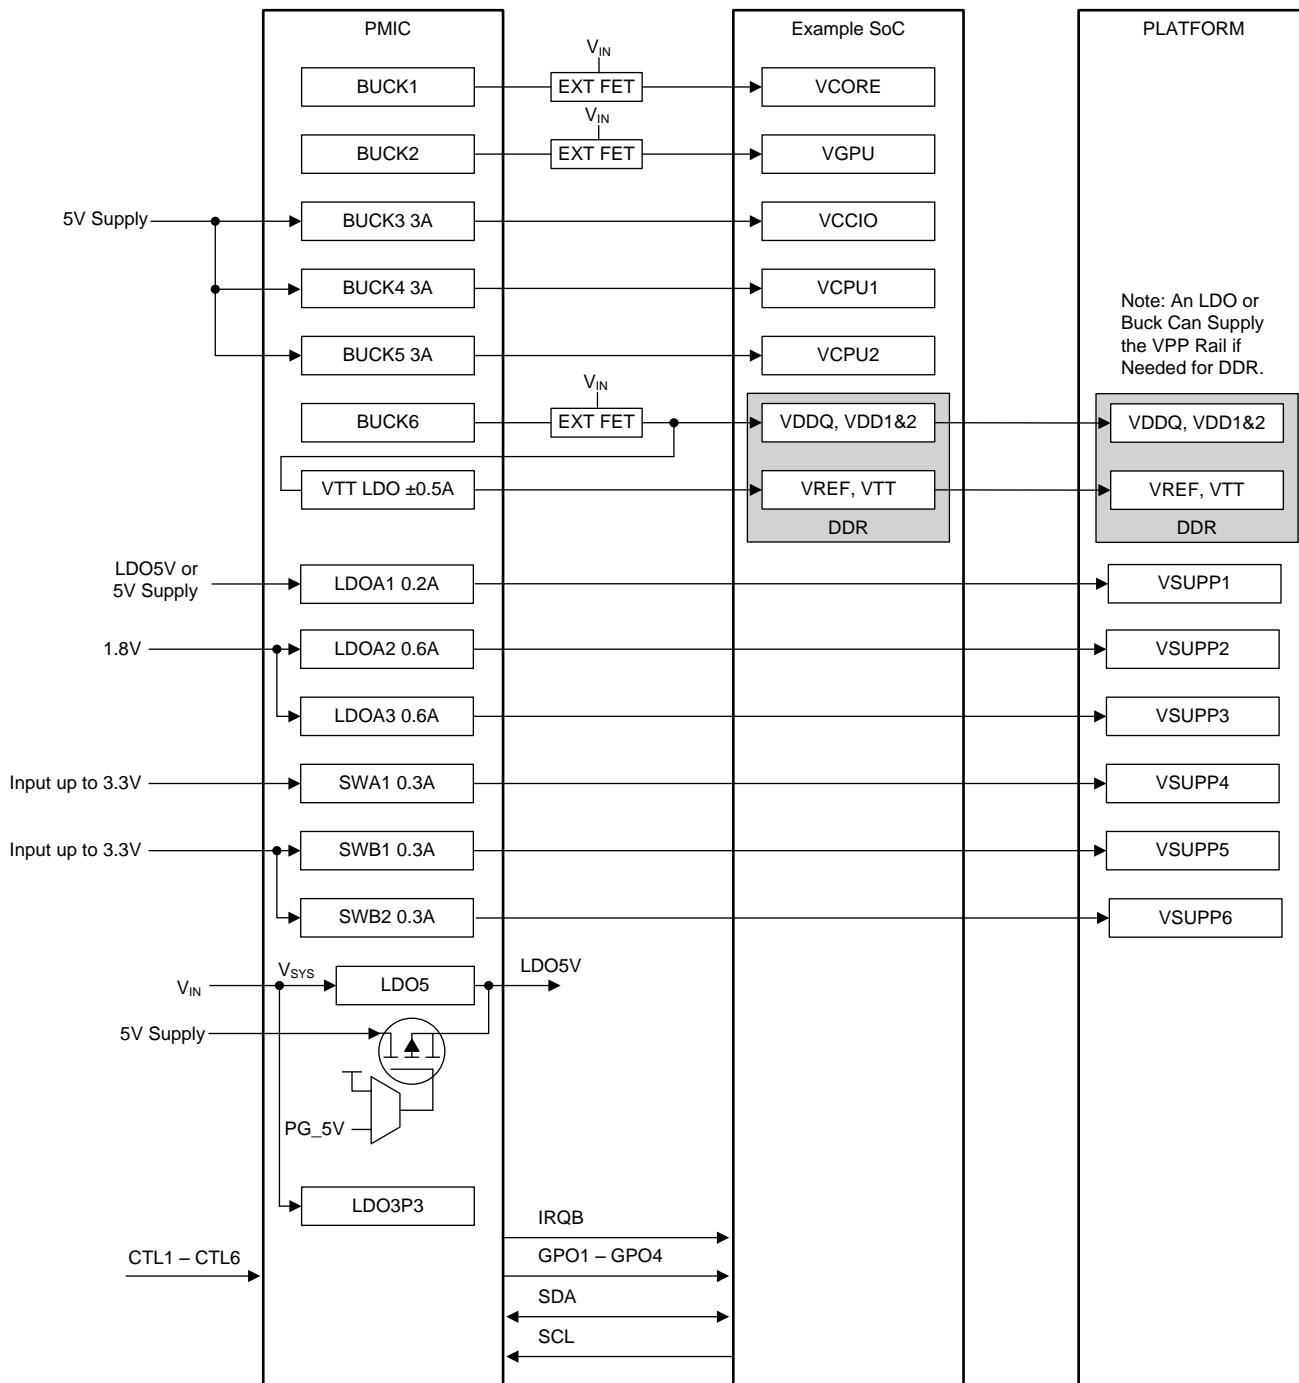 PMIC
Example SoC
PLATFORM
BUCK1
VIN
EXT FET
VCORE
BUCK2
VIN
EXT FET
VGPU
5V Supply
BUCK3 3A
VCCIO
BUCK4 3A
VCPU1
Note: An LDO or
Buck Can Supply
the VPP Rail if
Needed for DDR.
BUCK5 3A
VCPU2
BUCK6
VIN
EXT FET
VDDQ, VDD1&2
VDDQ, VDD1&2
VTT LDO ±0.5A
VREF, VTT
VREF, VTT
DDR
DDR
LDO5V or
5V Supply
LDOA1 0.2A
VSUPP1
1.8V
LDOA2 0.6A
VSUPP2
LDOA3 0.6A
VSUPP3
Input up to 3.3V
SWA1 0.3A
VSUPP4
Input up to 3.3V
SWB1 0.3A
VSUPP5
SWB2 0.3A
VSUPP6
VIN
VSYS
LDO5
LDO5V
5V Supply
PG_5V
LDO3P3
IRQB
CTL1 – CTL6
GPO1 – GPO4
SDA
SCL